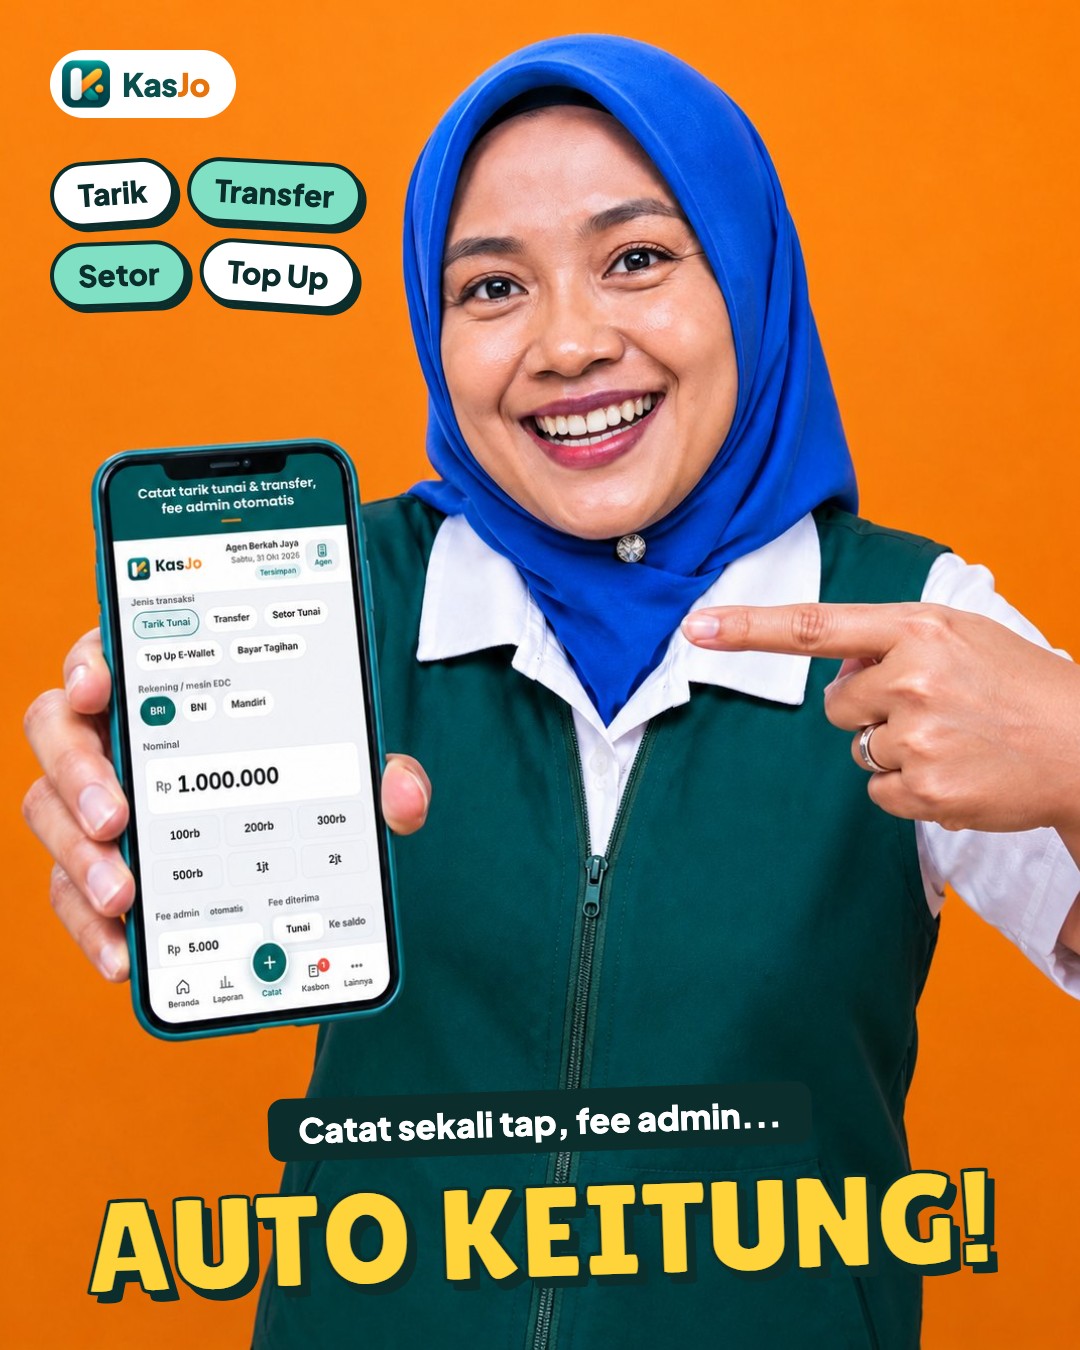 KasJo
Tarik
Transfer
Setor
Top Up
Catat tarik tunai & transfer,
fee admin otomatis
KasJo
Agen Berkah Jaya
Sabtu, 31 Okt 2026
Tersimpan
Agen
Jenis transaksi
Tarik Tunai
Transfer
Setor Tunai
Top Up E-Wallet
Bayar Tagihan
Rekening / mesin EDC
BRI
BNI
Mandiri
Nominal
Rp 1.000.000
100rb
200rb
300rb
500rb
1jt
2jt
Fee admin otomatis
Fee diterima
Rp 5.000
Tunai
Ke saldo
+
1
Beranda
Laporan
Catat
Kasbon
Lainnya
Catat sekali tap, fee admin...
AUTO KEITUNG!